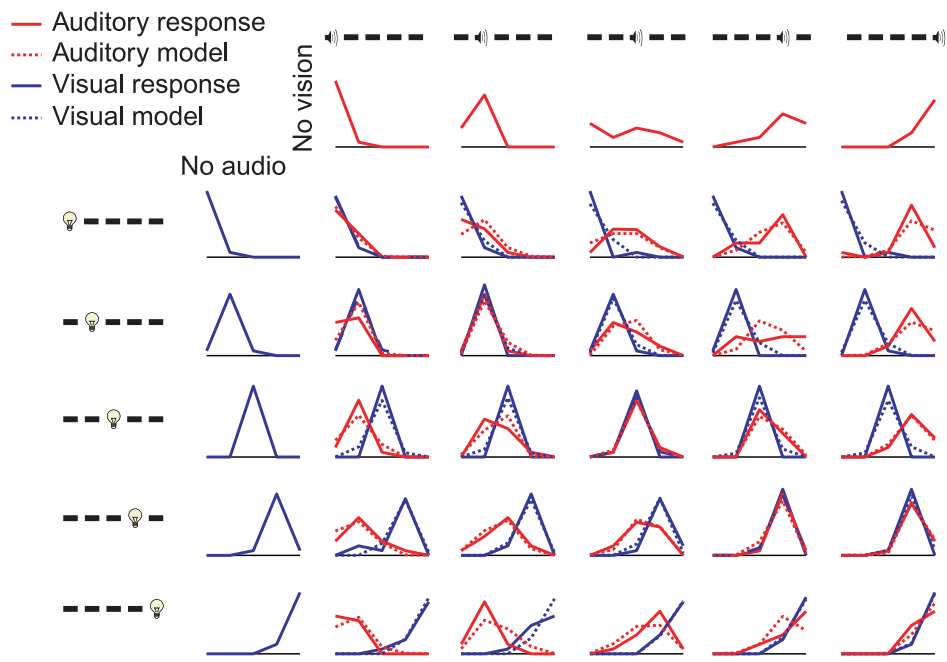 Auditory response
Auditory model
Visual response
Visual model
No vision
No audio